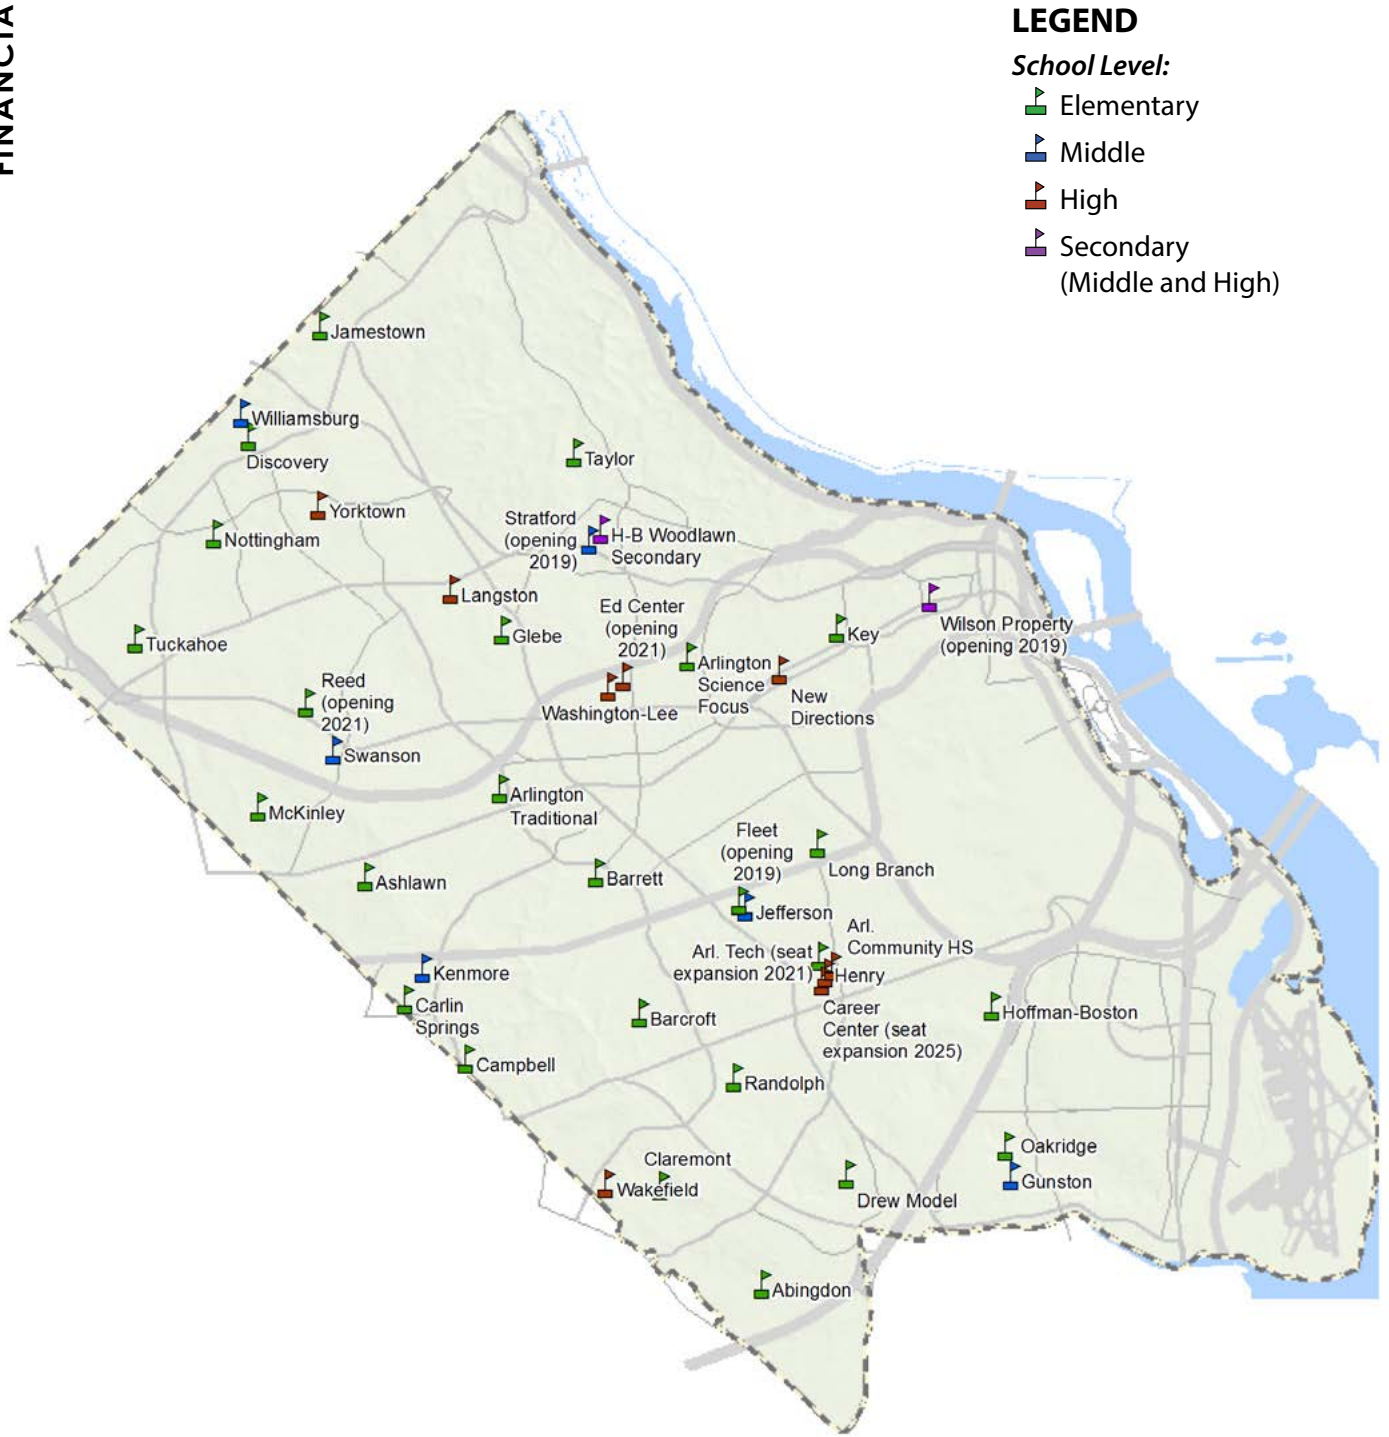 FINANCIA
LEGEND
School Level:
Elementary
Middle
High
Secondary
(Middle and High)
Jamestown
Williamsburg
Discovery
Taylor
Yorktown
Nottingham
Stratford
(opening
2019)
H-B Woodlawn
Secondary
Langston
Ed Center
(opening
2021)
Glebe
Key
Wilson Property
(opening 2019)
Tuckahoe
Arlington
Science
Focus
New
Directions
Reed
(opening
2021)
Washington-Lee
Swanson
Arlington
Traditional
McKinley
Fleet
(opening
2019)
Long Branch
Ashlawn
Barrett
Jefferson
Arl.
Community HS
Arl. Tech (seat
expansion 2021)
Henry
Kenmore
Carlin
Springs
Career
Center (seat
expansion 2025)
Barcroft
Hoffman-Boston
Campbell
Randolph
Oakridge
Claremont
Wakefield
Gunston
Drew Model
Abingdon